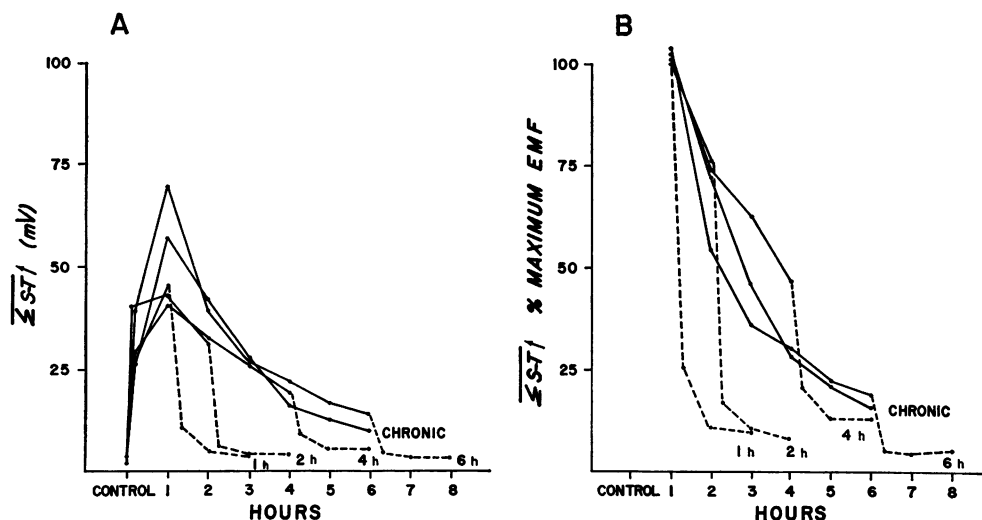 A
100
75
50
25
ΣS-T↑ (mV)
CONTROL 1 2 3 4 5 6 7 8
HOURS
1 h
2 h
4 h
6 h
CHRONIC
B
100
75
50
25
ΣS-T↑ % MAXIMUM EMF
CONTROL 1 2 3 4 5 6 7 8
HOURS
1 h
2 h
4 h
6 h
CHRONIC